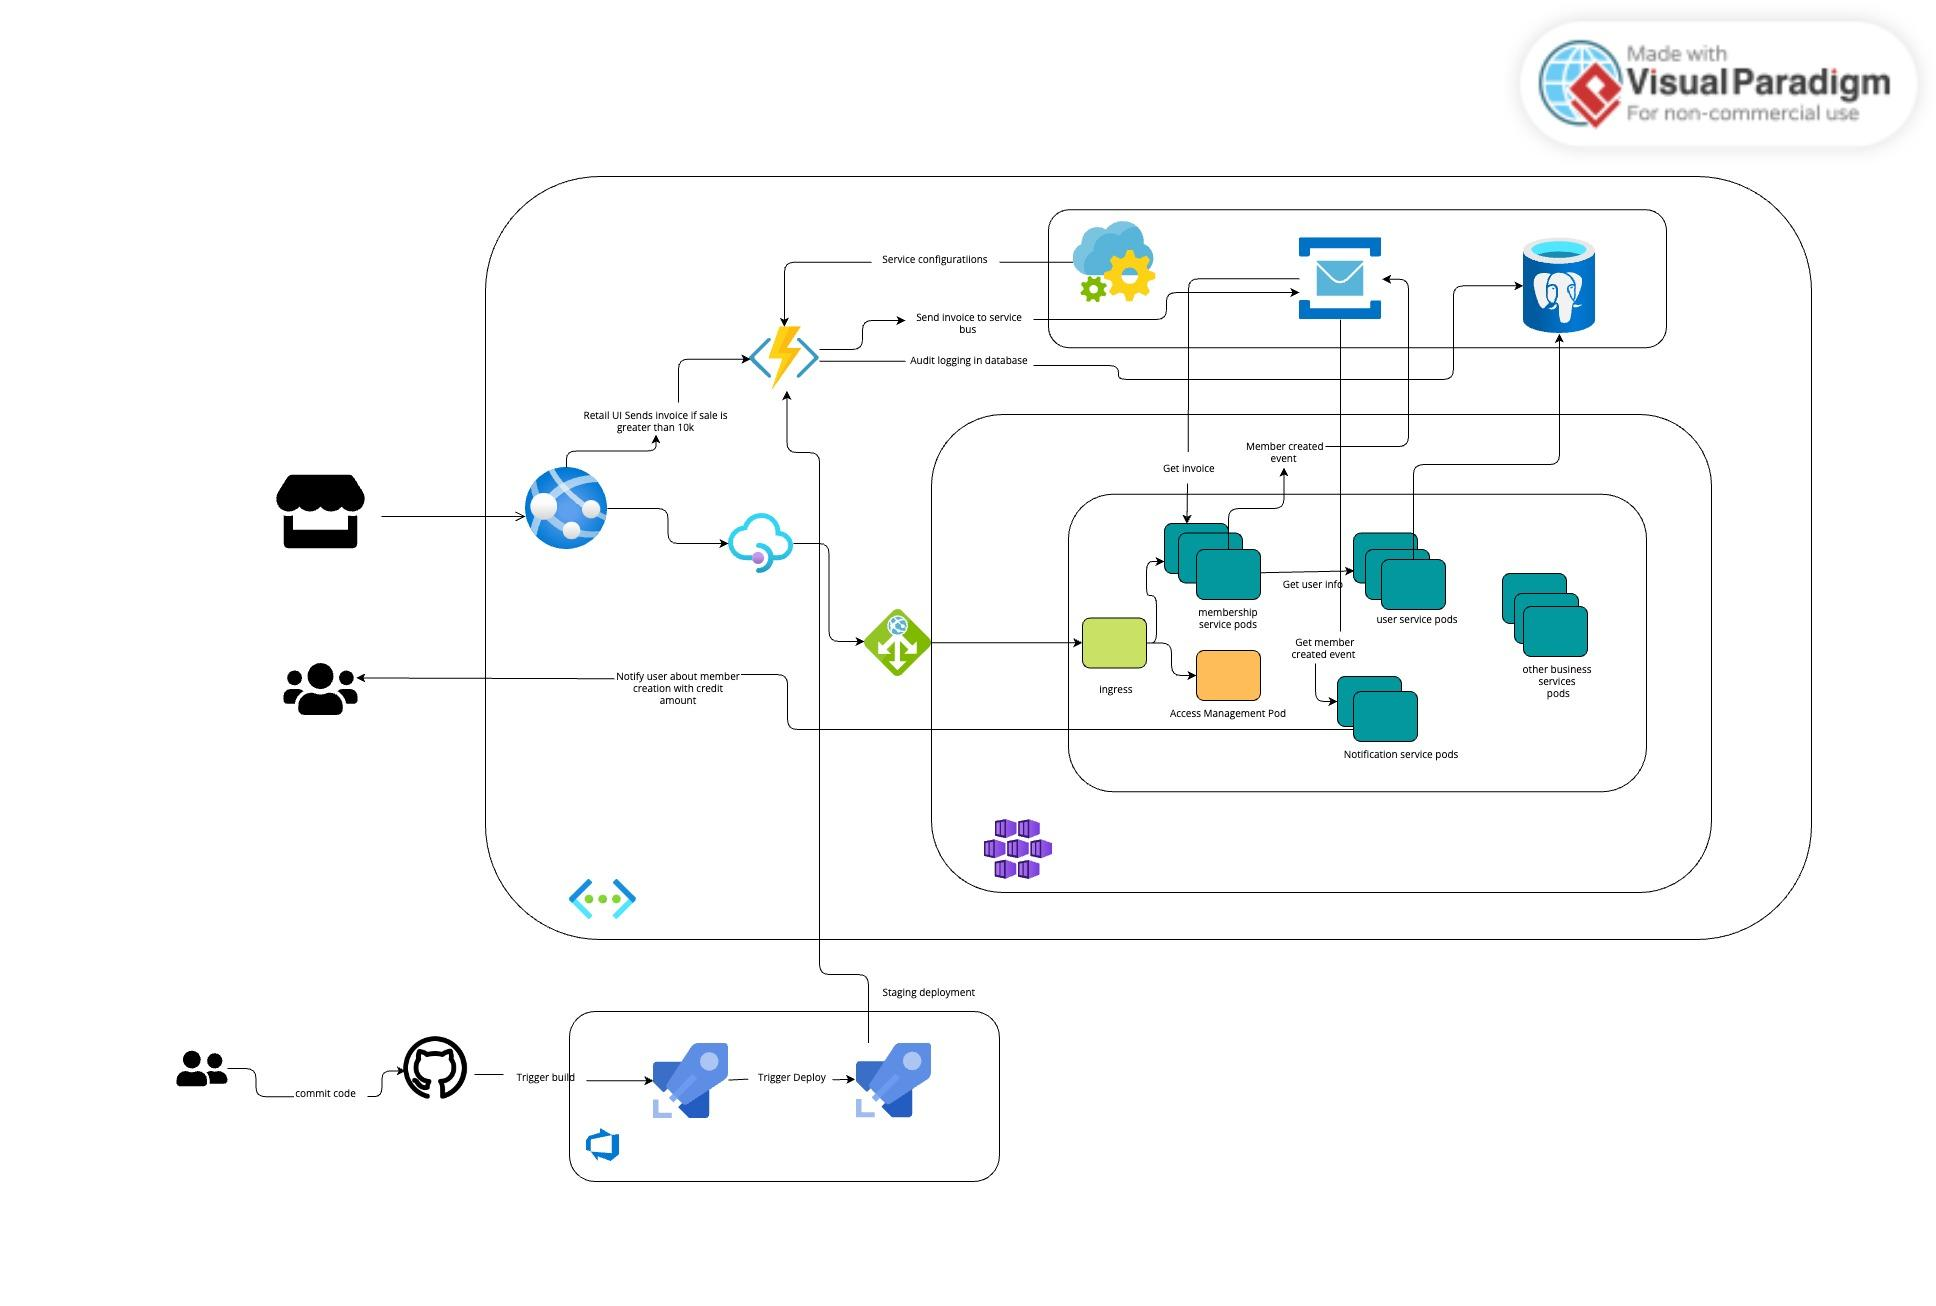 Made with
Visual Paradigm
For non-commercial use
Service configuratiions
Send invoice to service
bus
Audit logging in database
Retail UI Sends invoice if sale is
greater than 10k
Member created
event
Get invoice
Get user info
membership
service pods
user service pods
Get member
created event
other business
services
pods
ingress
Access Management Pod
Notify user about member
creation with credit
amount
Notification service pods
Staging deployment
Trigger build
Trigger Deploy
commit code